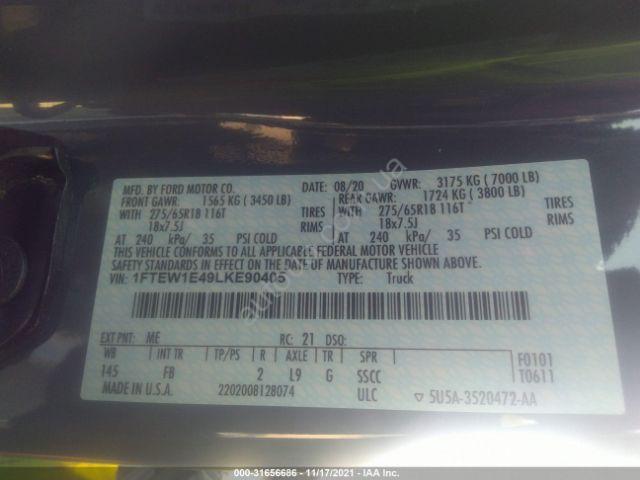 MFD. BY FORD MOTOR CO. DATE: 08/20 GVWR: 3175 KG ( 7000 LB)
FRONT GAWR: 1565 KG ( 3450 LB) REAR GAWR: 1724 KG ( 3800 LB)
WITH 275/65R18 116T TIRES WITH 275/65R18 116T TIRES
18x7.5J RIMS 18x7.5J RIMS
AT 240 kPa/ 35 PSI COLD AT 240 kPa/ 35 PSI COLD
THIS VEHICLE CONFORMS TO ALL APPLICABLE FEDERAL MOTOR VEHICLE
SAFETY STANDARDS IN EFFECT ON THE DATE OF MANUFACTURE SHOWN ABOVE.
VIN: 1FTEW1E49LKE90405 TYPE: Truck
EXT PNT: ME RC: 21 DSO:
WB INT TR TP/PS R AXLE TR SPR F0101
145 FB 2 L9 G SSCC T0611
MADE IN U.S.A. 2202008128074 ULC ▽ 5U5A-3520472-AA
© 31656686 - 11/17/2021 - IAA Inc.